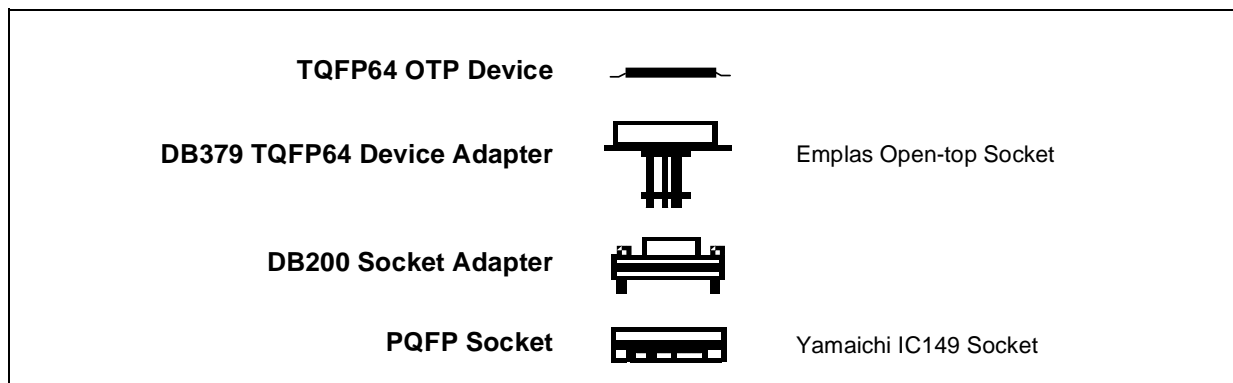 TQFP64 OTP Device
DB379 TQFP64 Device Adapter
Emplas Open-top Socket
DB200 Socket Adapter
PQFP Socket
Yamaichi IC149 Socket